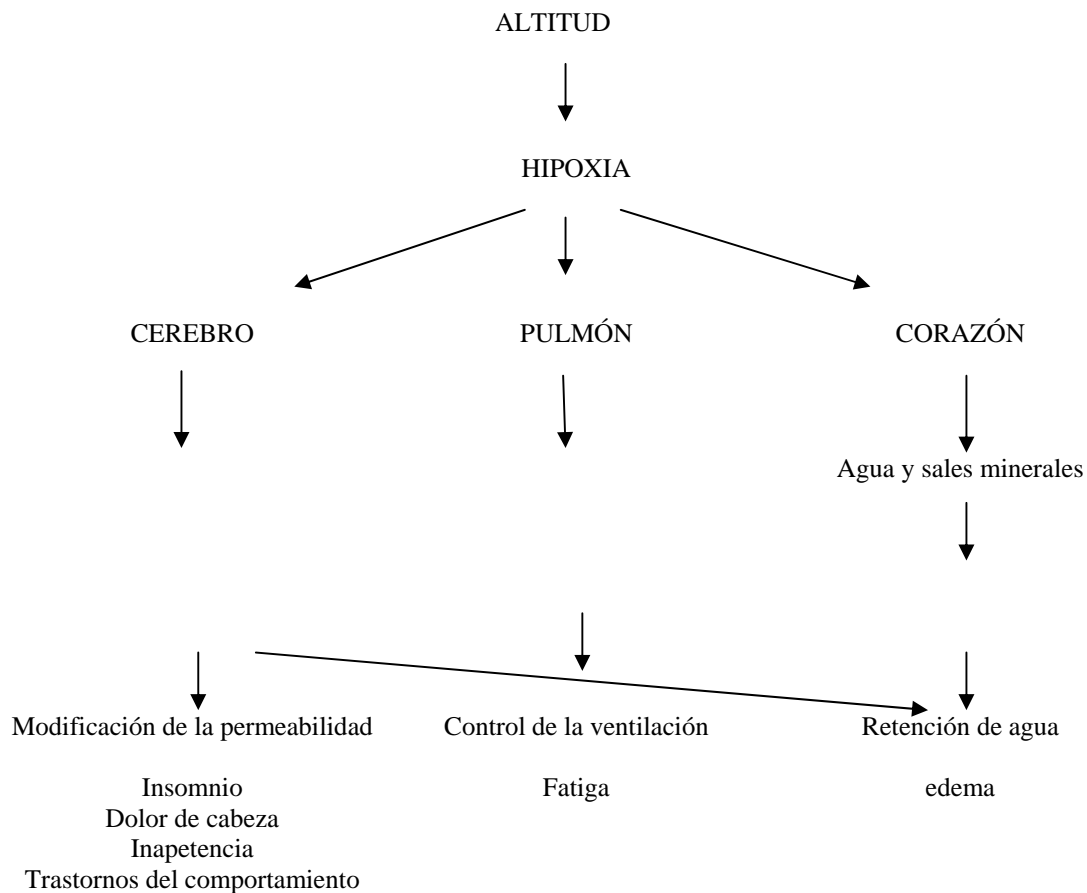 ALTITUD
HIPOXIA
CEREBRO
PULMÓN
CORAZÓN
Agua y sales minerales
Modificación de la permeabilidad
Control de la ventilación
Retención de agua
Insomnio
Fatiga
edema
Dolor de cabeza
Inapetencia
Trastornos del comportamiento